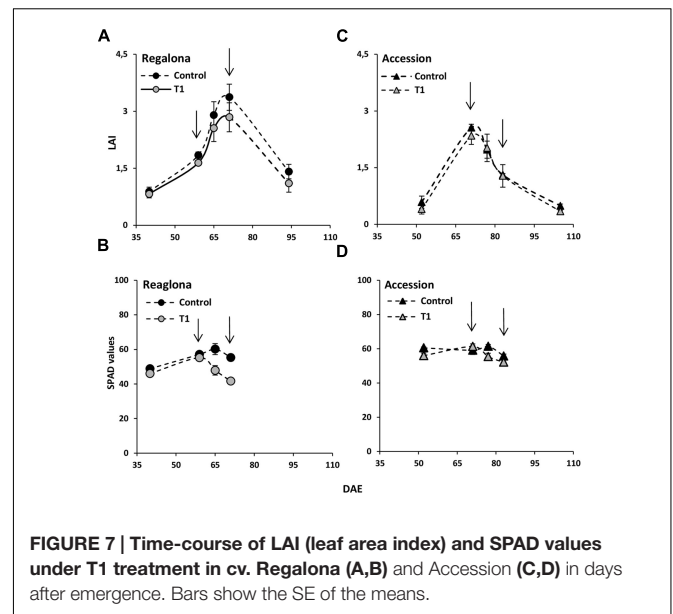 A
Regalona
Control
T1
4,5
3
1,5
0
LAI
35 50 65 80 95 110
C
Accession
Control
T1
4,5
3
1,5
0
35 50 65 80 95 110
B
Reaglona
Control
T1
100
80
60
40
20
0
SPAD values
35 50 65 80 95 110
D
Accession
Control
T1
100
80
60
40
20
0
35 50 65 80 95 110
DAE
FIGURE 7 | Time-course of LAI (leaf area index) and SPAD values
under T1 treatment in cv. Regalona (A,B) and Accession (C,D) in days
after emergence. Bars show the SE of the means.